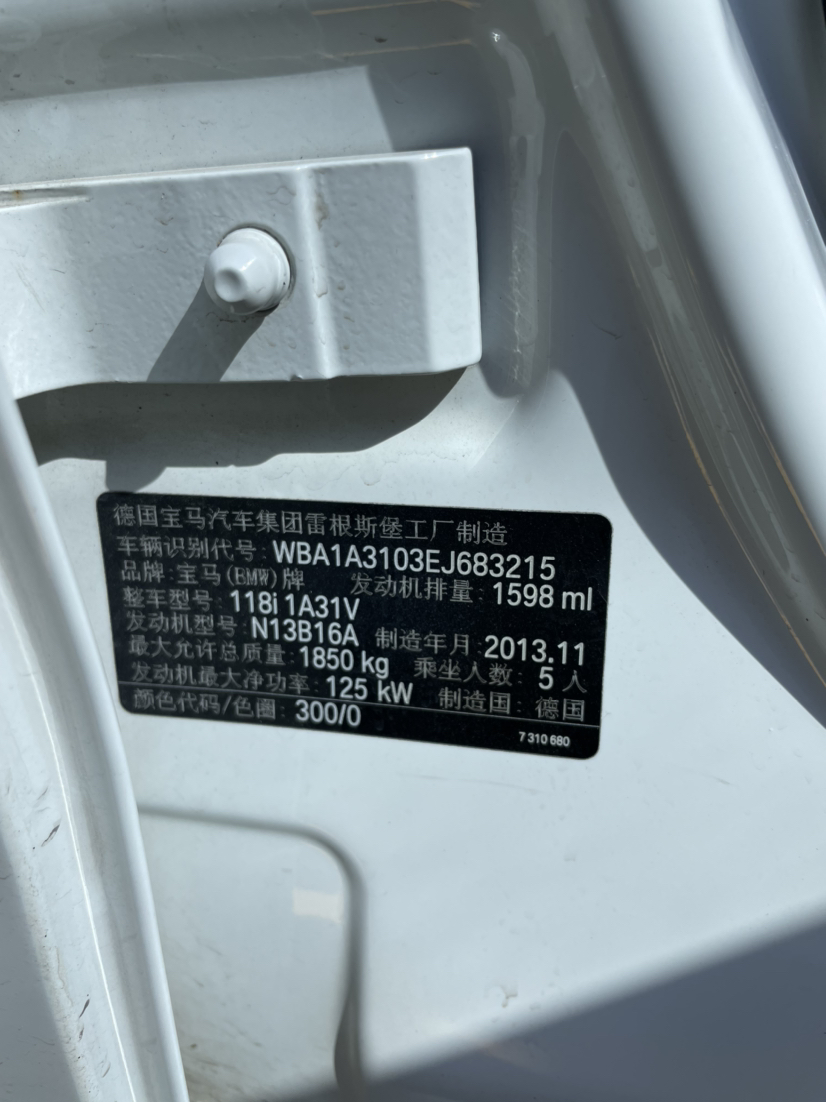 德国宝马汽车集团雷根斯堡工厂制造
车辆识别代号: WBA1A3103EJ683215
品牌: 宝马(BMW)牌 发动机排量: 1598 ml
整车型号: 118i 1A31V
发动机型号: N13B16A 制造年月: 2013.11
最大允许总质量: 1850 kg 乘坐人数: 5 人
发动机最大净功率: 125 kW 制造国: 德国
颜色代码/色圈: 300/0
7 310 680